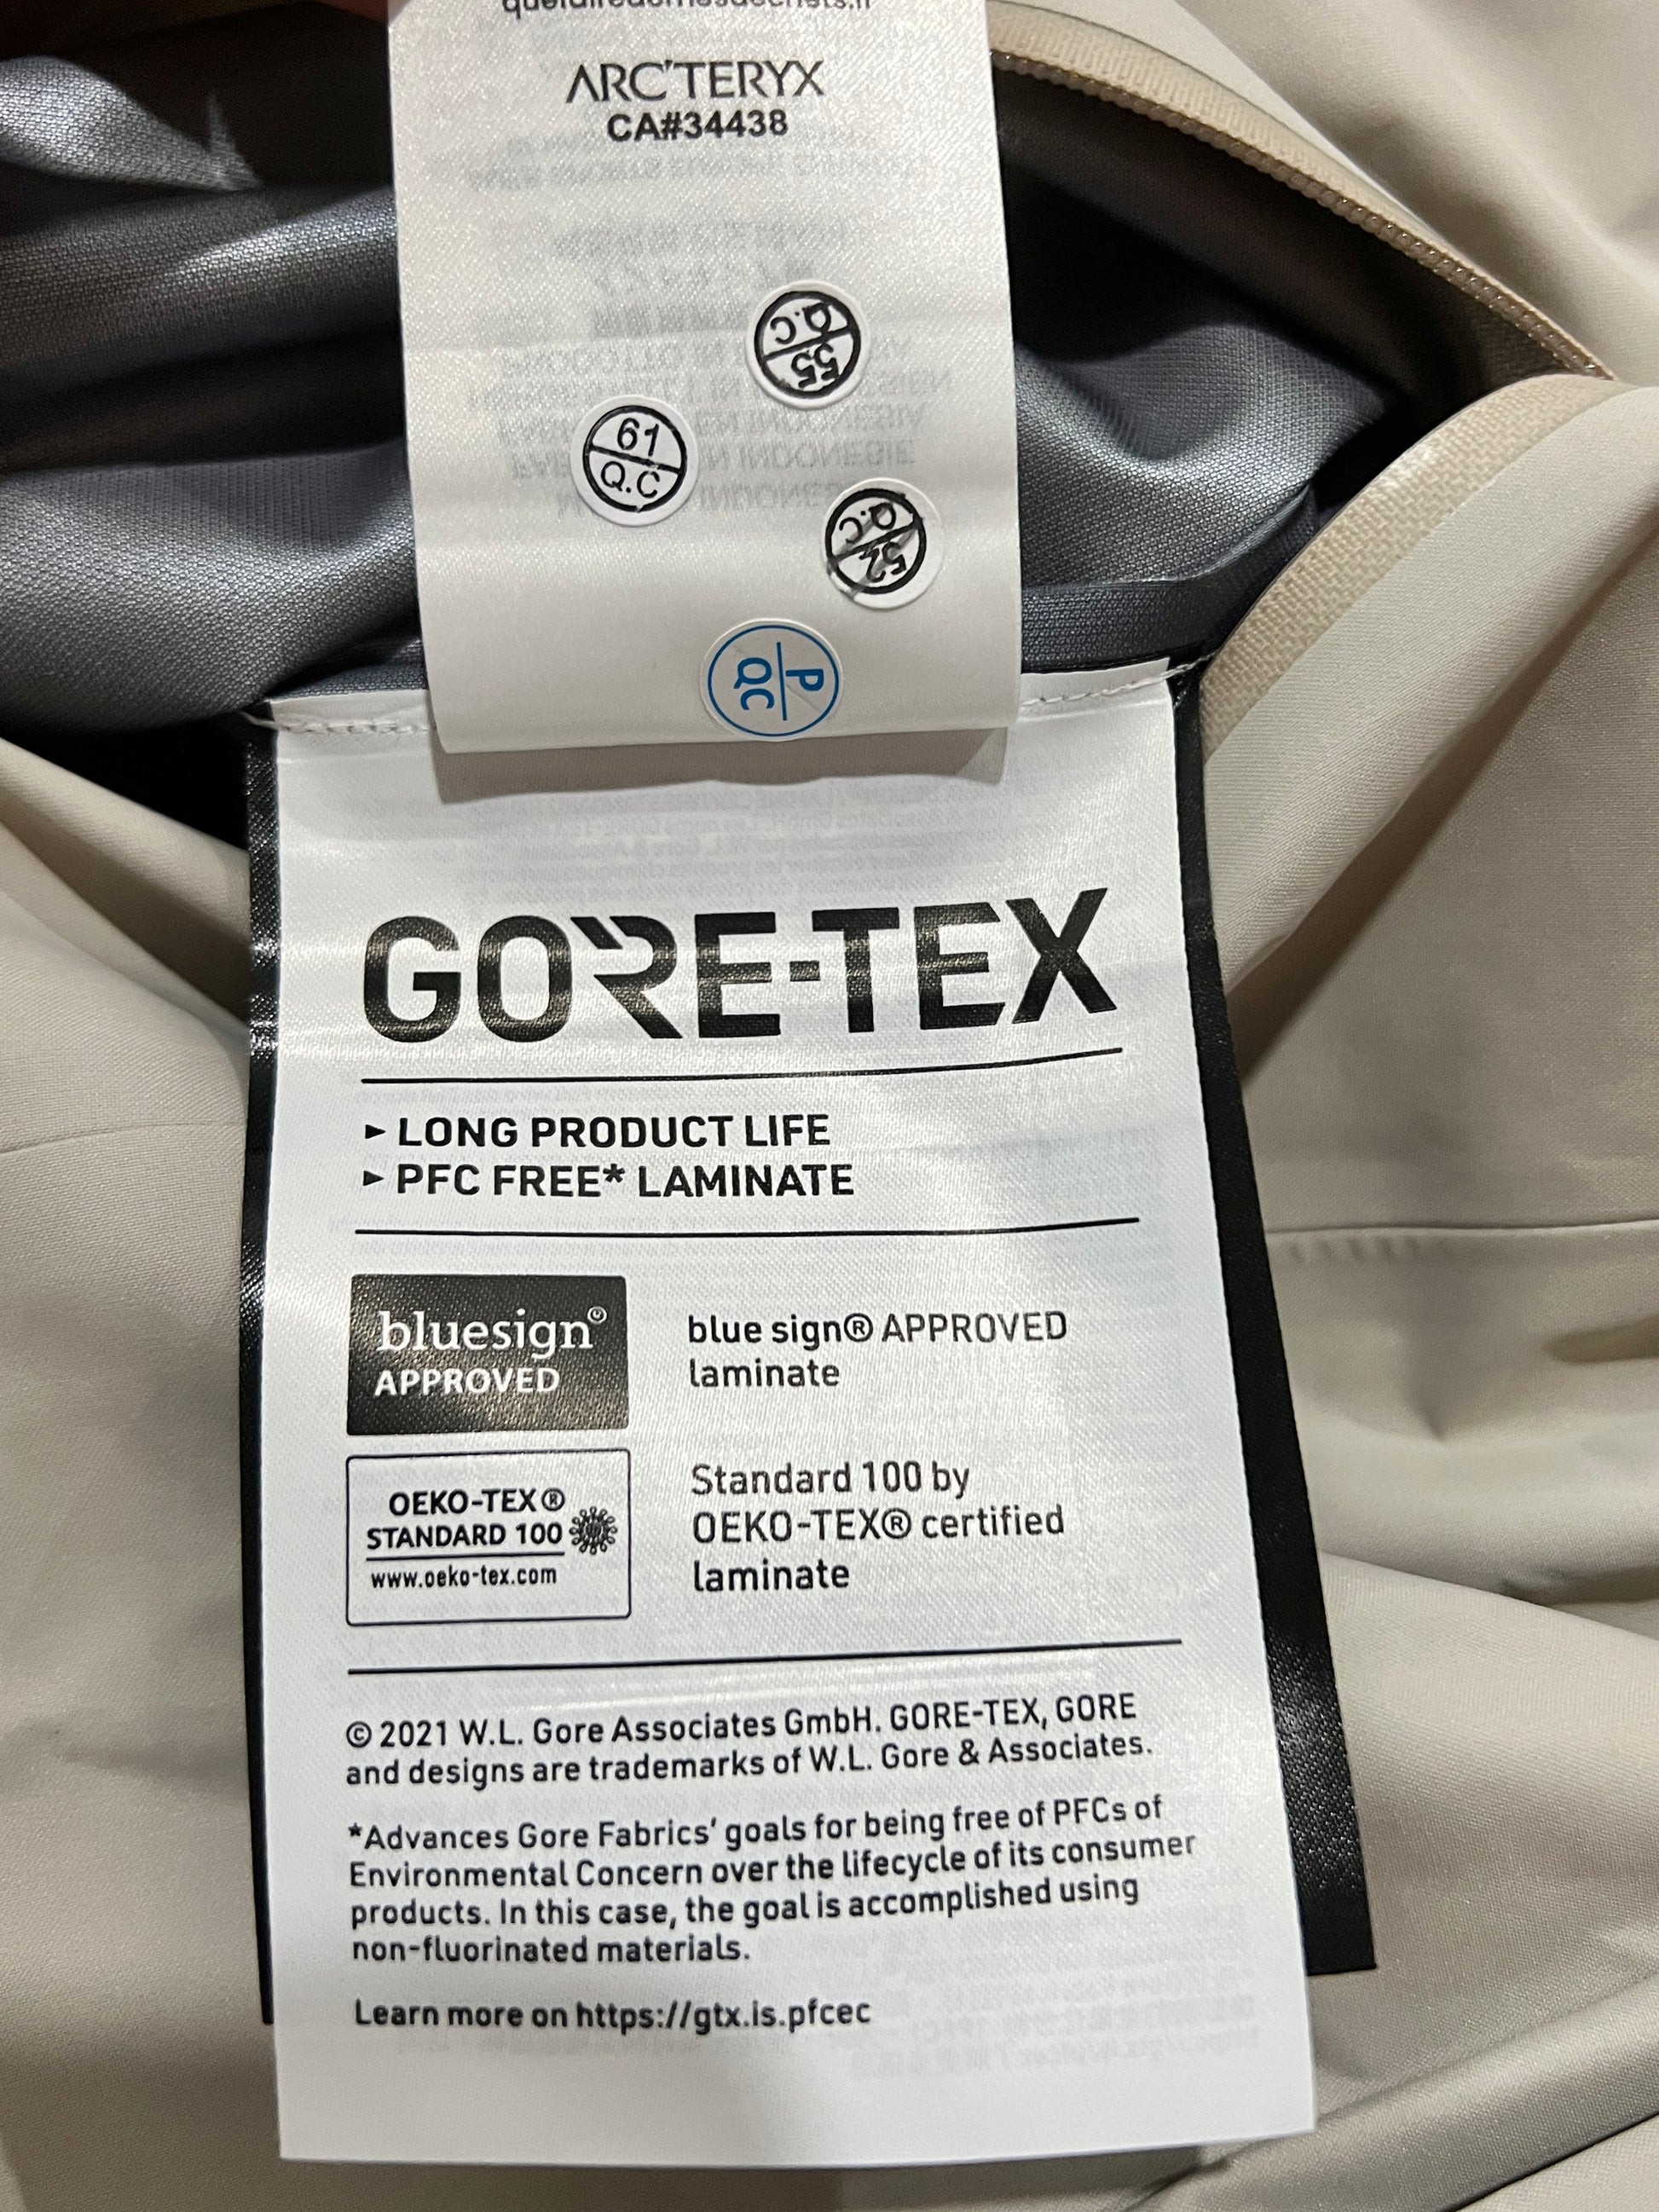 ARC'TERYX
CA#34438
Q.C
55
61
Q.C
Q.C
52
P
QC
GORE-TEX
► LONG PRODUCT LIFE
► PFC FREE* LAMINATE
bluesign®
APPROVED
blue sign® APPROVED
laminate
OEKO-TEX®
STANDARD 100
www.oeko-tex.com
Standard 100 by
OEKO-TEX® certified
laminate
© 2021 W.L. Gore Associates GmbH. GORE-TEX, GORE
and designs are trademarks of W.L. Gore & Associates.
*Advances Gore Fabrics' goals for being free of PFCs of
Environmental Concern over the lifecycle of its consumer
products. In this case, the goal is accomplished using
non-fluorinated materials.
Learn more on https://gtx.is.pfcec